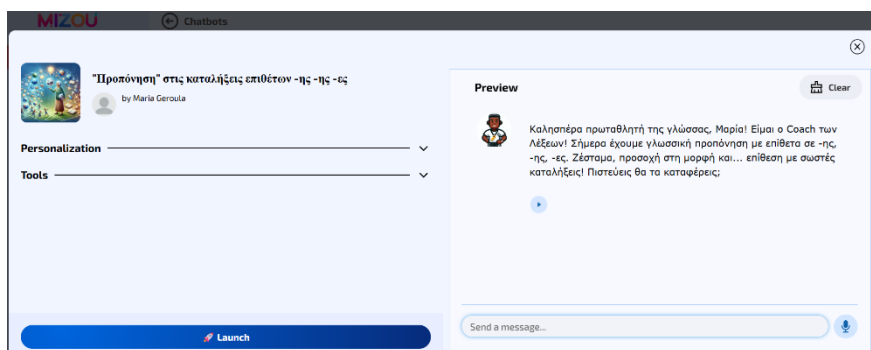 MIZOU
Chatbots
"Προπόνηση" στις καταλήξεις επιθέτων -ης -ης -ες
by Maria Geroula
Personalization
Tools
🚀 Launch
Preview
Clear
Καλησπέρα πρωταθλητή της γλώσσας, Μαρία! Είμαι ο Coach των
Λέξεων! Σήμερα έχουμε γλωσσική προπόνηση με επίθετα σε -ης,
-ης, -ες. Ζέσταμα, προσοχή στη μορφή και... επίθεση με σωστές
καταλήξεις! Πιστεύεις θα τα καταφέρεις;
Send a message...